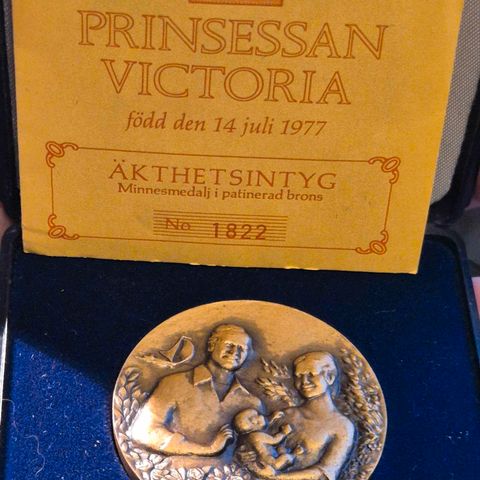 PRINSESSAN
VICTORIA
född den 14 juli 1977
ÄKTHETSINTYG
Minnesmedalj i patinerad brons
No 1822